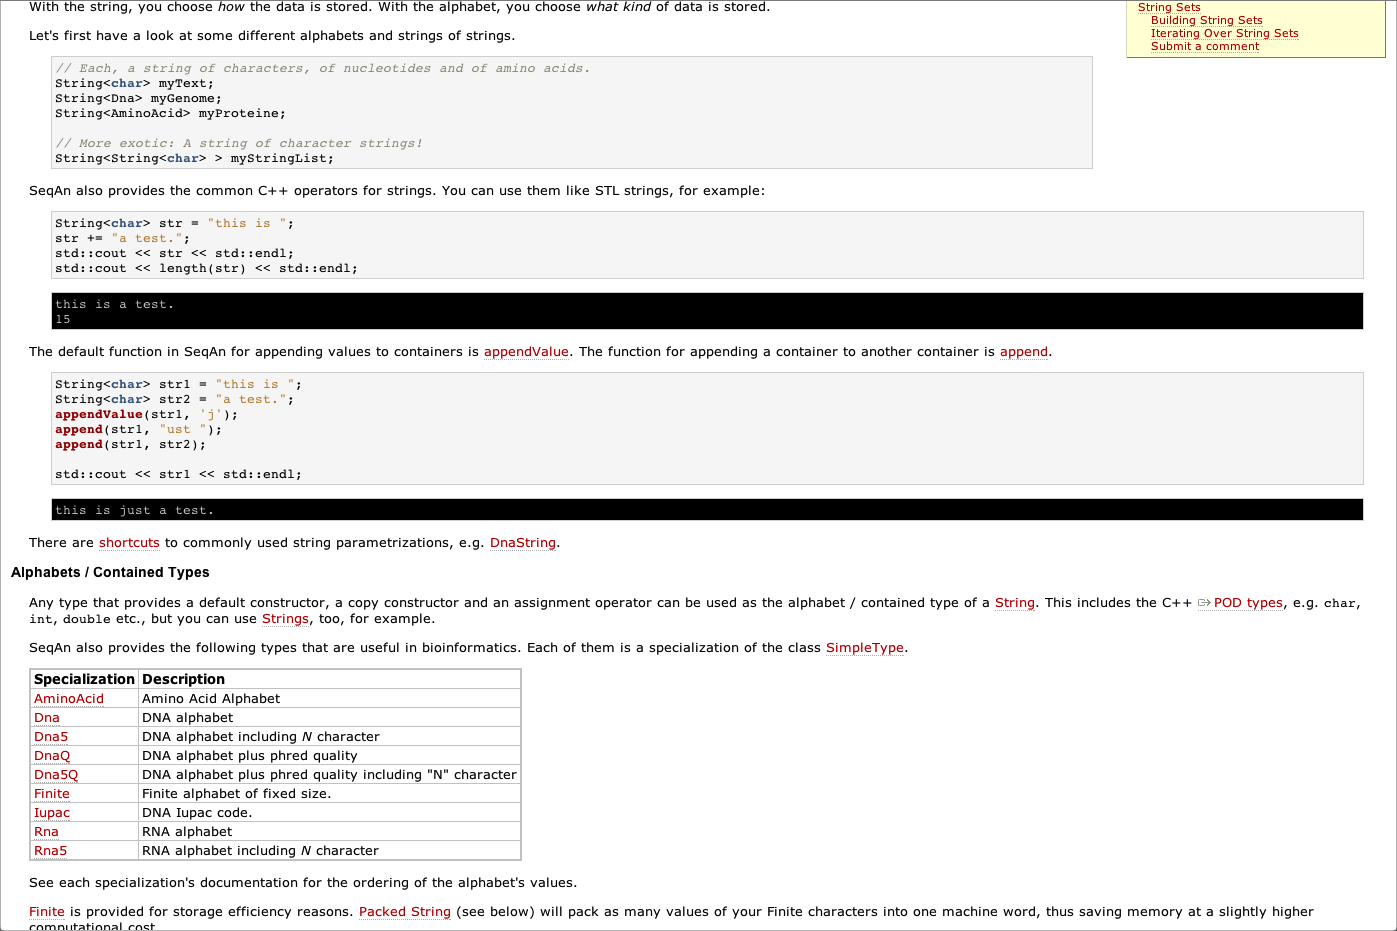 With the string, you choose how the data is stored. With the alphabet, you choose what kind of data is stored.
String Sets
Building String Sets
Iterating Over String Sets
Submit a comment
Let's first have a look at some different alphabets and strings of strings.
// Each, a string of characters, of nucleotides and of amino acids.
String<char> myText;
String<Dna> myGenome;
String<AminoAcid> myProteine;
// More exotic: A string of character strings!
String<String<char> > myStringList;
SeqAn also provides the common C++ operators for strings. You can use them like STL strings, for example:
String<char> str = "this is ";
str += "a test.";
std::cout << str << std::endl;
std::cout << length(str) << std::endl;
this is a test.
15
The default function in SeqAn for appending values to containers is appendValue. The function for appending a container to another container is append.
String<char> str1 = "this is ";
String<char> str2 = "a test.";
appendValue(str1, 'j');
append(str1, "ust ");
append(str1, str2);
std::cout << str1 << std::endl;
this is just a test.
There are shortcuts to commonly used string parametrizations, e.g. DnaString.
Alphabets / Contained Types
Any type that provides a default constructor, a copy constructor and an assignment operator can be used as the alphabet / contained type of a String. This includes the C++ POD types, e.g. char,
int, double etc., but you can use Strings, too, for example.
SeqAn also provides the following types that are useful in bioinformatics. Each of them is a specialization of the class SimpleType.
Specialization Description
AminoAcid Amino Acid Alphabet
Dna DNA alphabet
Dna5 DNA alphabet including N character
DnaQ DNA alphabet plus phred quality
Dna5Q DNA alphabet plus phred quality including "N" character
Finite Finite alphabet of fixed size.
Iupac DNA Iupac code.
Rna RNA alphabet
Rna5 RNA alphabet including N character
See each specialization's documentation for the ordering of the alphabet's values.
Finite is provided for storage efficiency reasons. Packed String (see below) will pack as many values of your Finite characters into one machine word, thus saving memory at a slightly higher
computational cost.